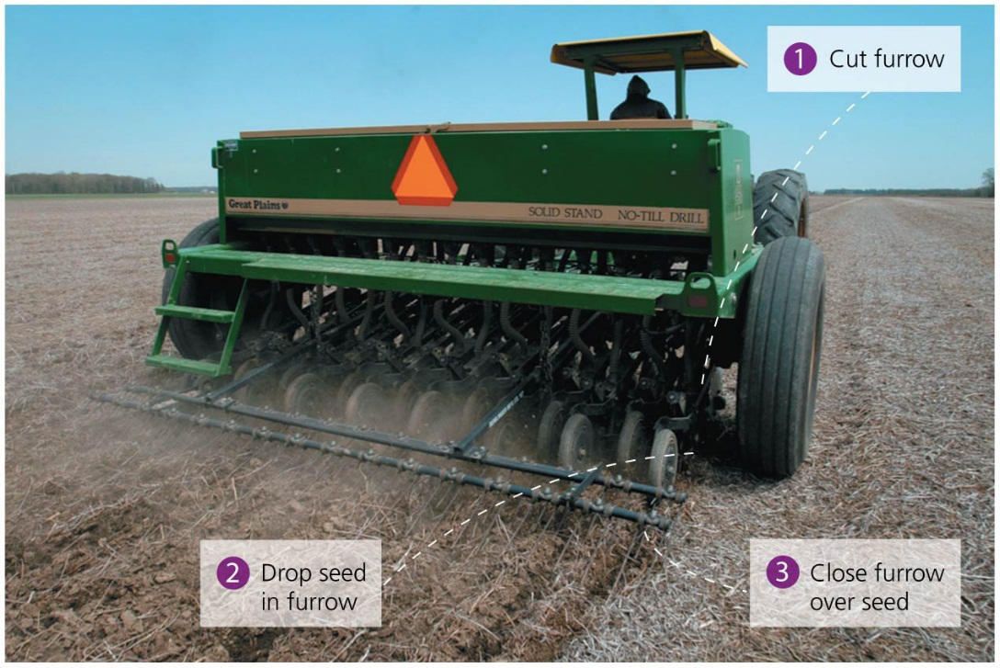 1 Cut furrow
Great Plains
SOLID STAND NO-TILL DRILL
2 Drop seed
in furrow
3 Close furrow
over seed